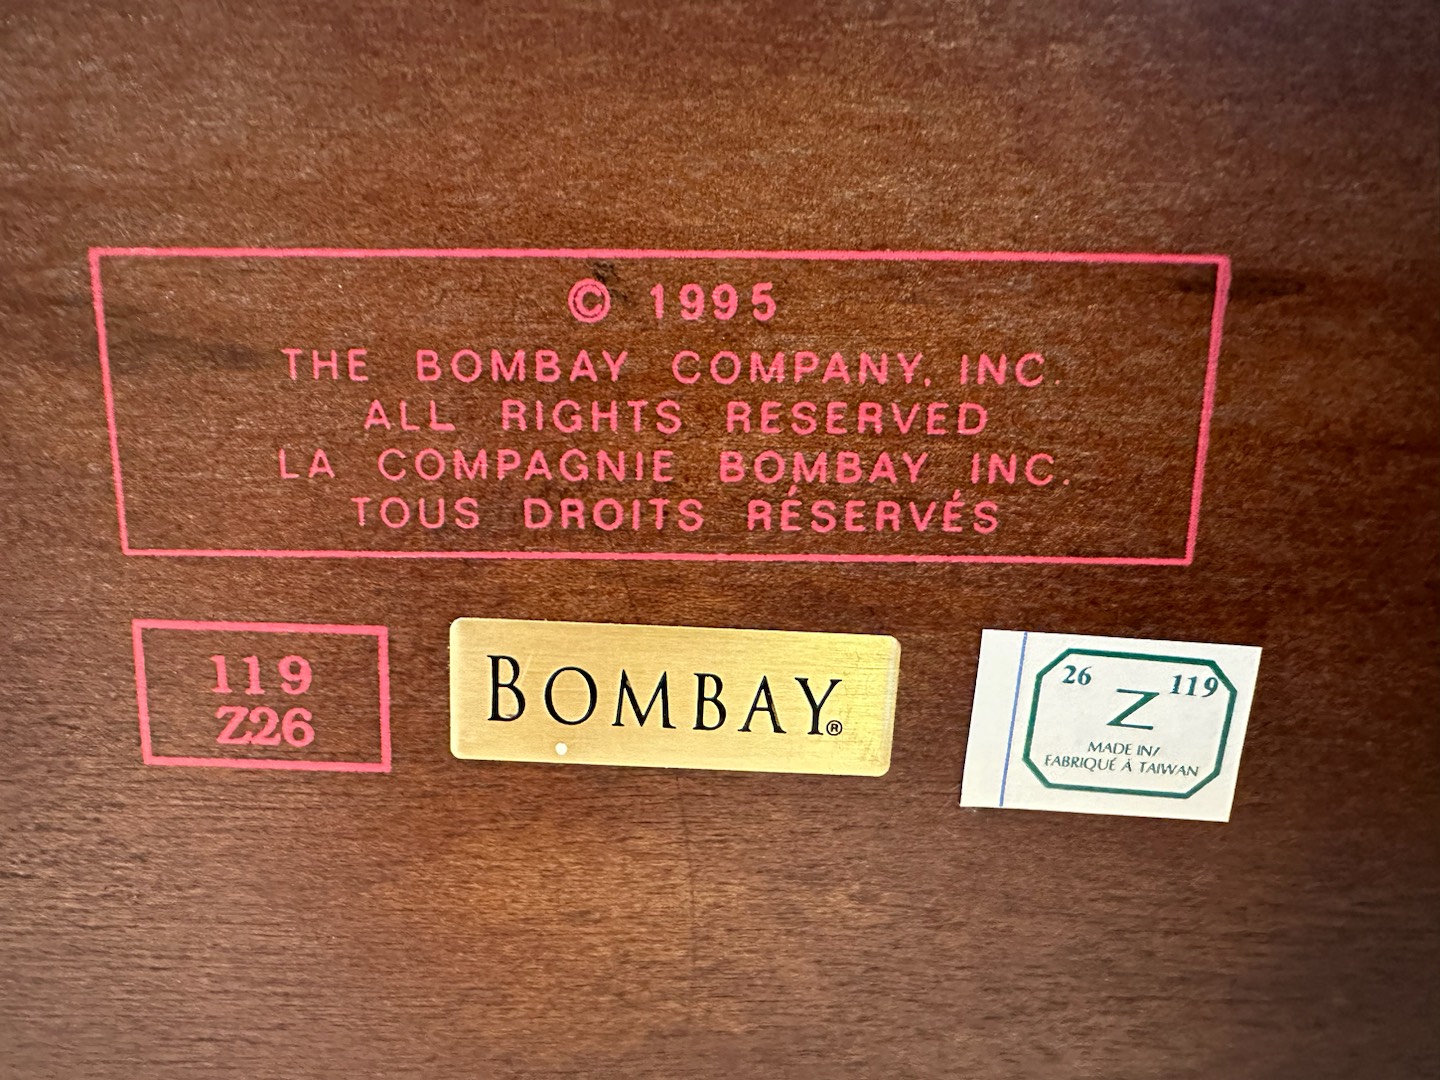 © 1995
THE BOMBAY COMPANY, INC.
ALL RIGHTS RESERVED
LA COMPAGNIE BOMBAY INC.
TOUS DROITS RÉSERVÉS
119
Z26
BOMBAY®
26 Z 119
MADE IN/
FABRIQUÉ À TAIWAN